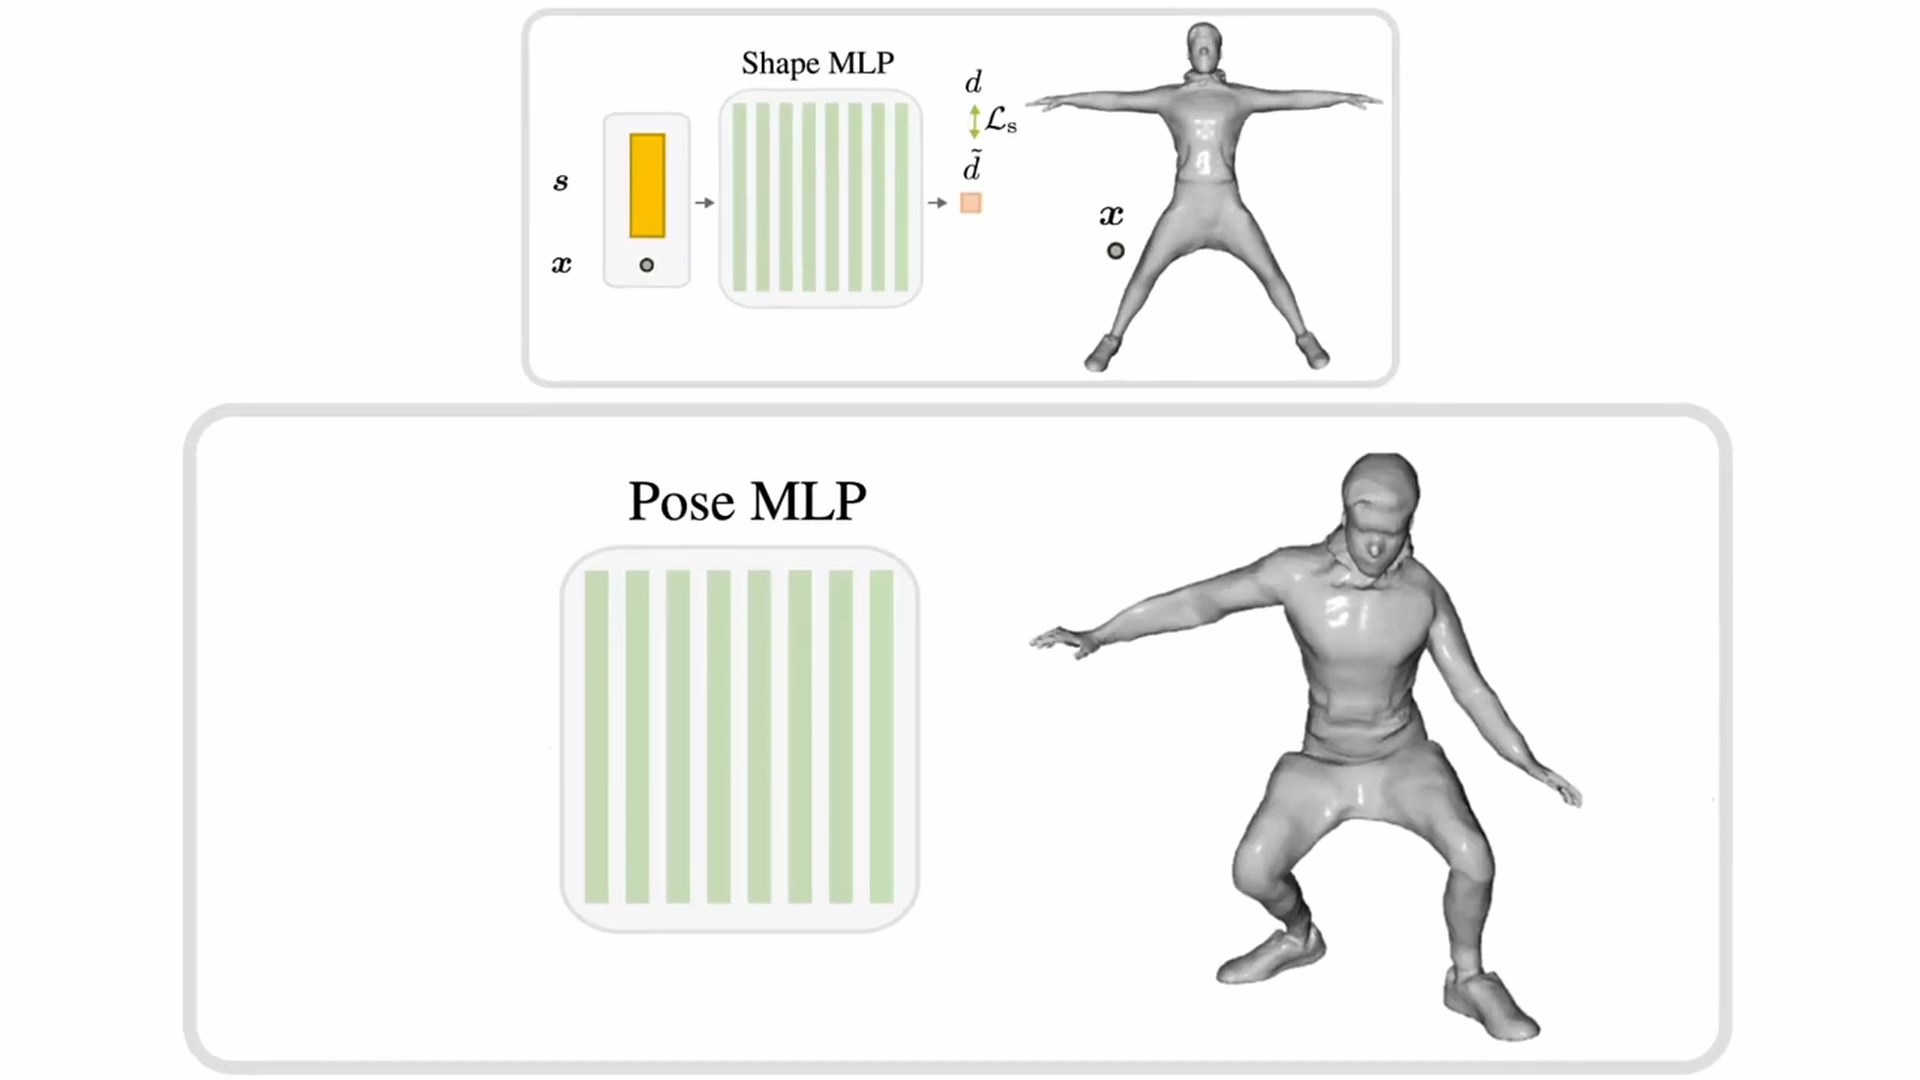 Shape MLP
d
ℒs
d̃
s
x
x
Pose MLP